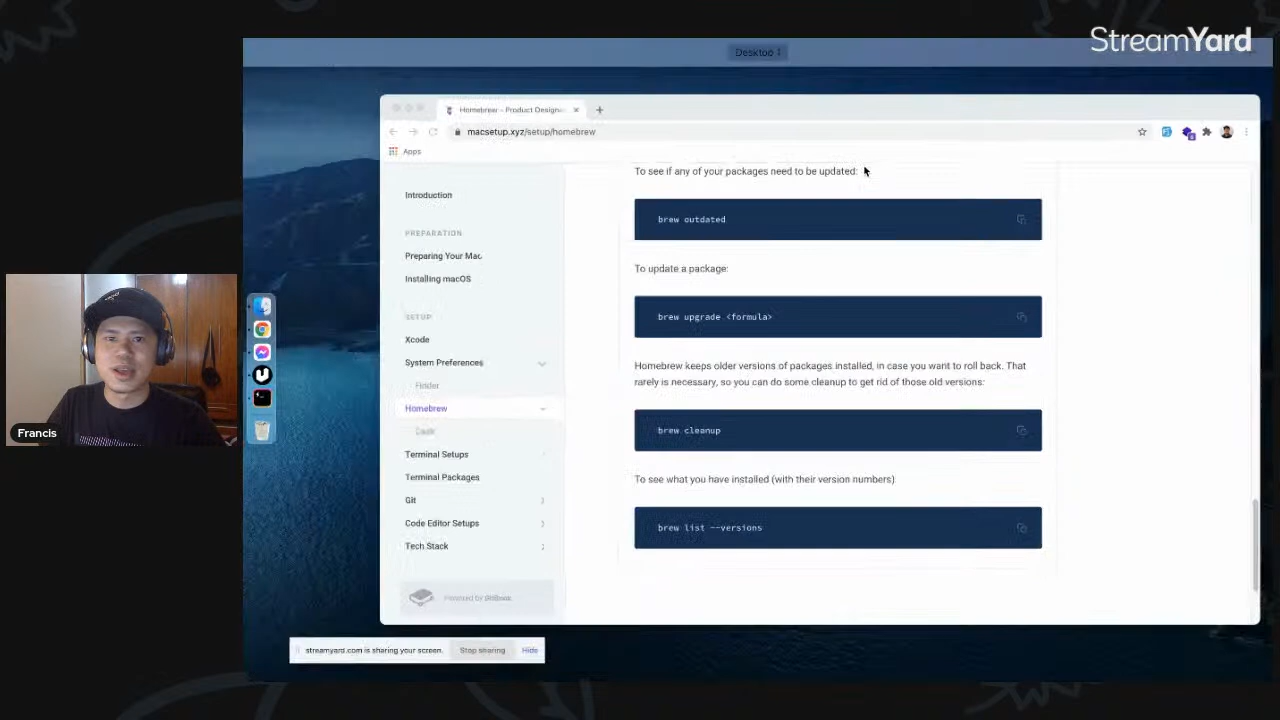 StreamYard
Desktop
Homebrew - Product Designe
macsetup.xyz/setup/homebrew
Apps
Introduction
PREPARATION
Preparing Your Mac
Installing macOS
SETUP
Xcode
System Preferences
Finder
Homebrew
Cask
Terminal Setups
Terminal Packages
Git
Code Editor Setups
Tech Stack
Powered by GitBook
To see if any of your packages need to be updated:
brew outdated
To update a package:
brew upgrade <formula>
Homebrew keeps older versions of packages installed, in case you want to roll back. That
rarely is necessary, so you can do some cleanup to get rid of those old versions:
brew cleanup
To see what you have installed (with their version numbers):
brew list --versions
Francis
streamyard.com is sharing your screen.
Stop sharing
Hide